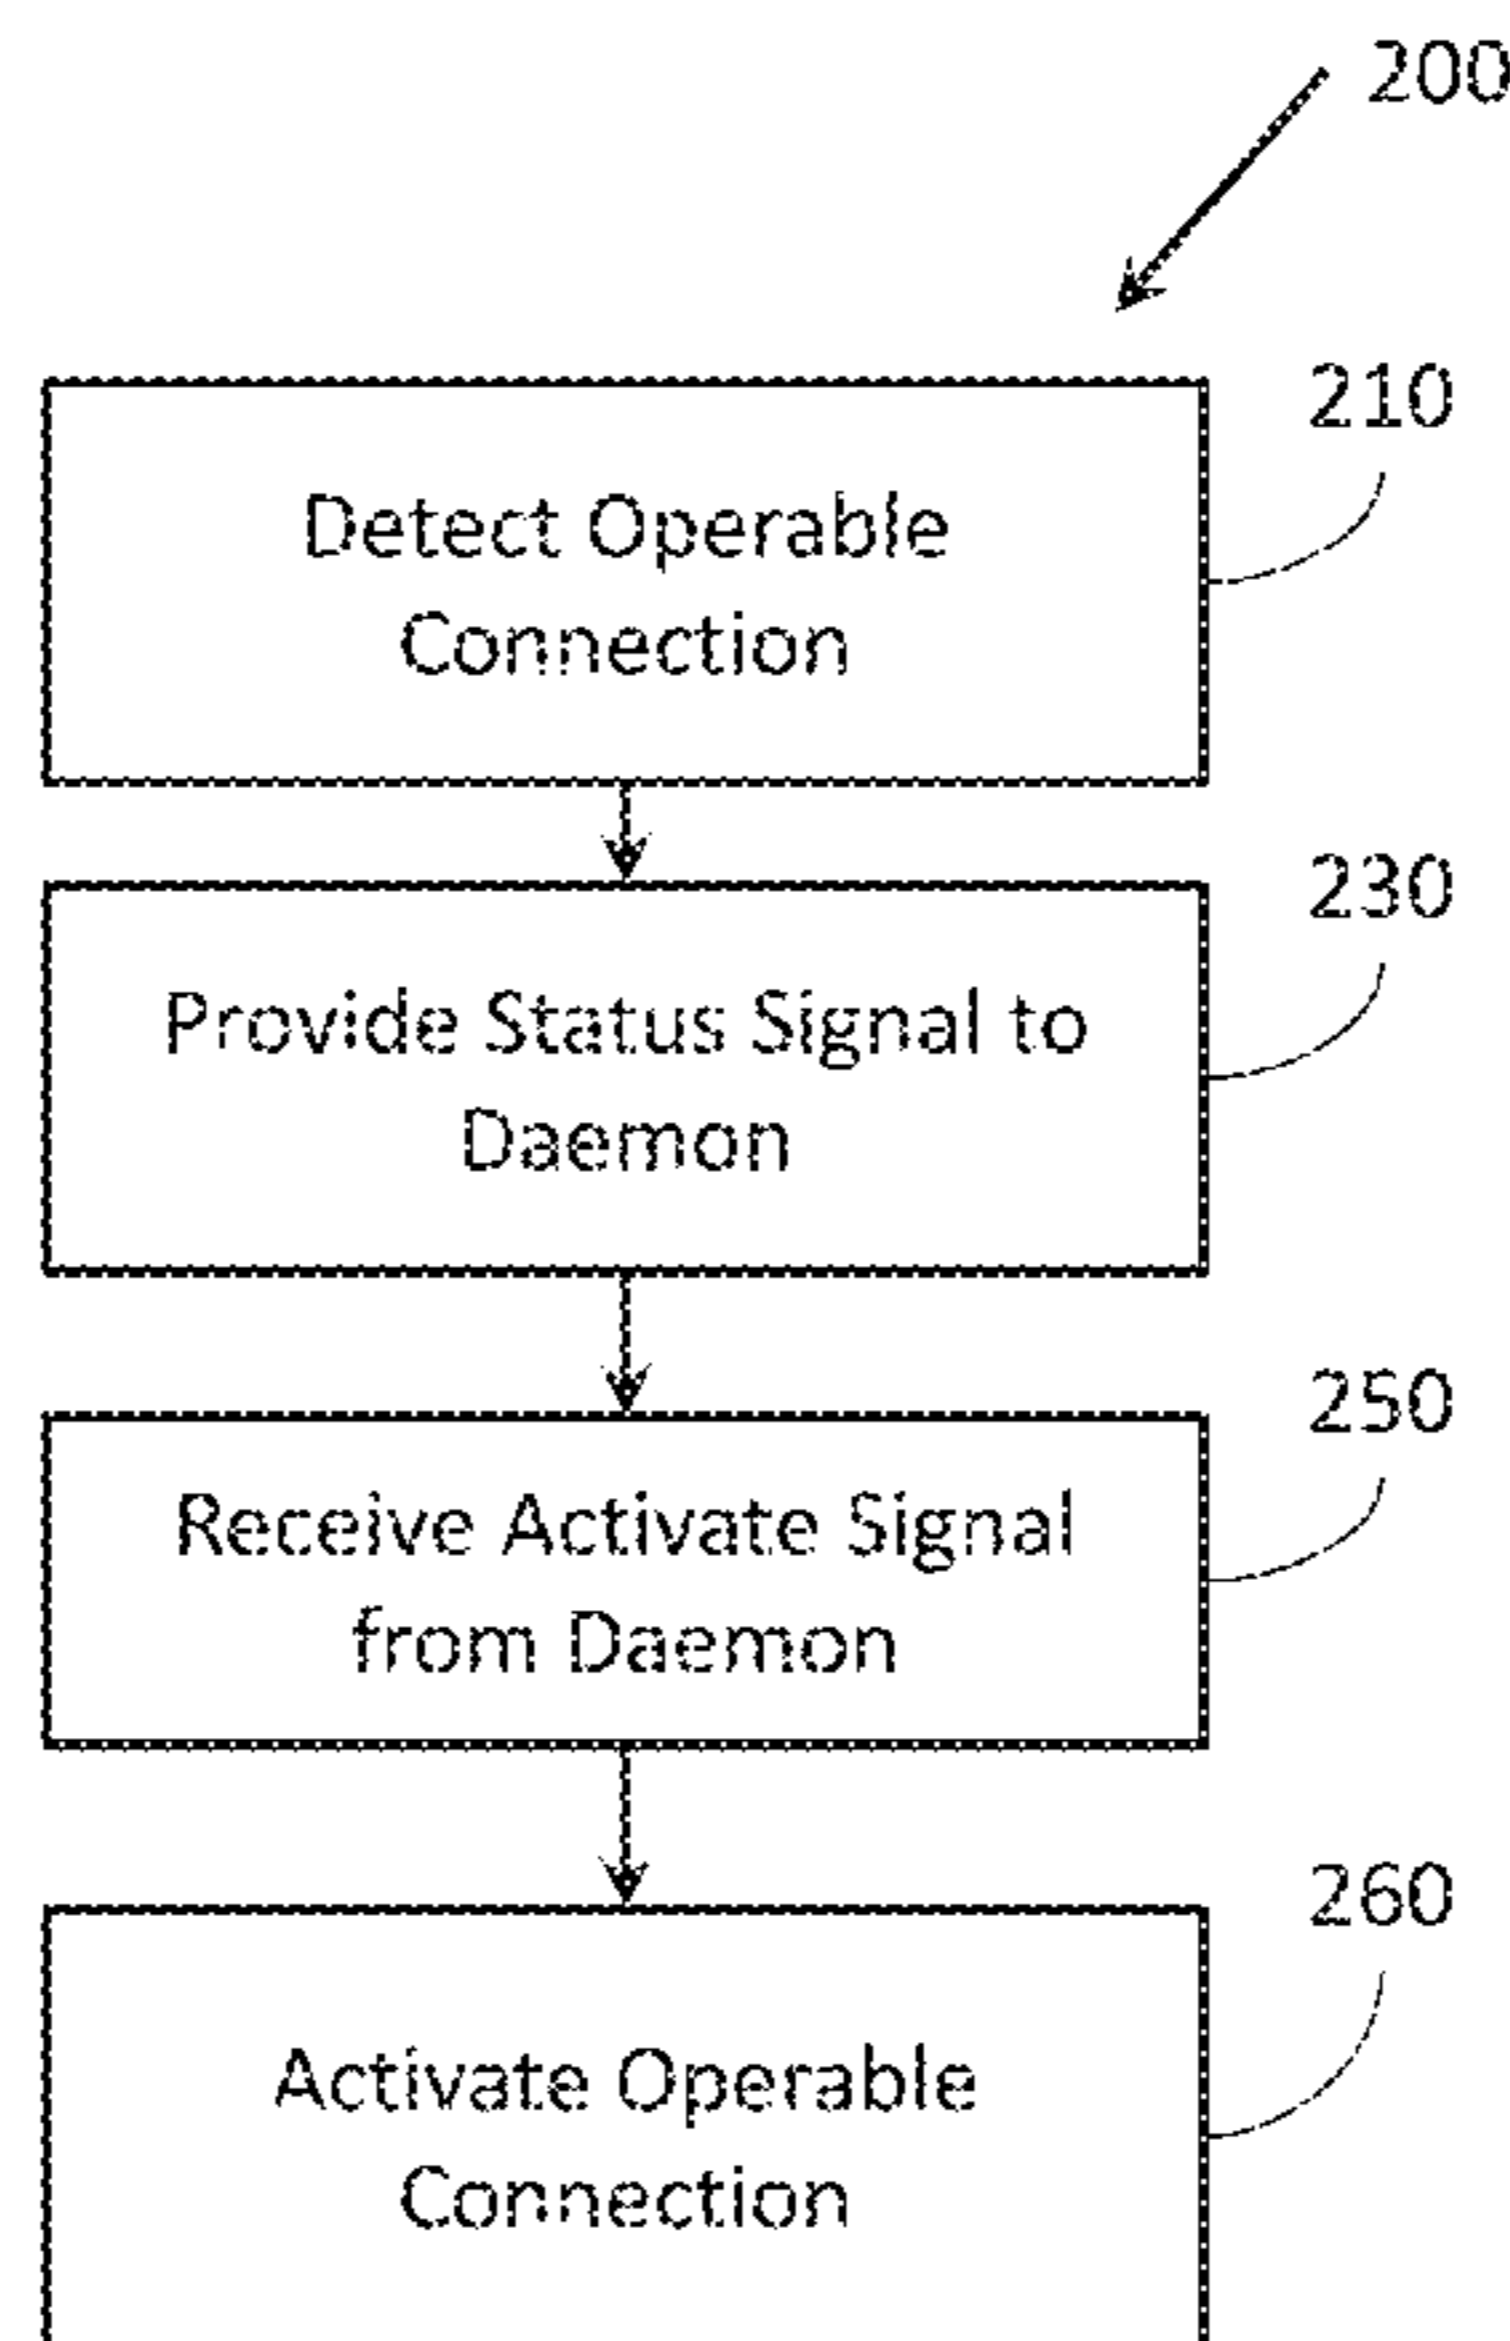 200
210
Detect Operable
Connection
230
Provide Status Signal to
Daemon
250
Receive Activate Signal
from Daemon
260
Activate Operable
Connection